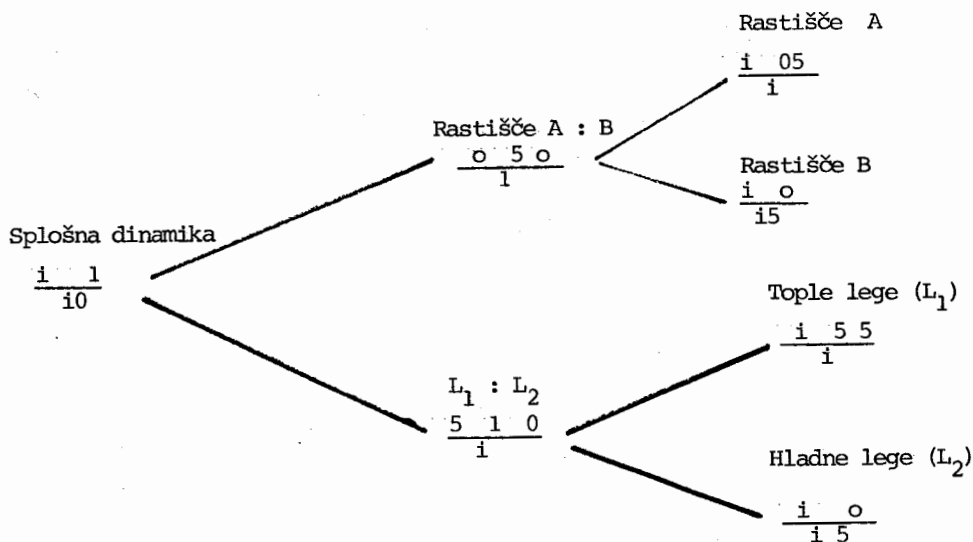 Rastišče A
i 05
i
Rastišče A : B
o 5 o
1
Rastišče B
i o
i5
Splošna dinamika
i 1
i0
Tople lege (L1)
i 5 5
i
L1 : L2
5 1 0
i
Hladne lege (L2)
i o
i 5